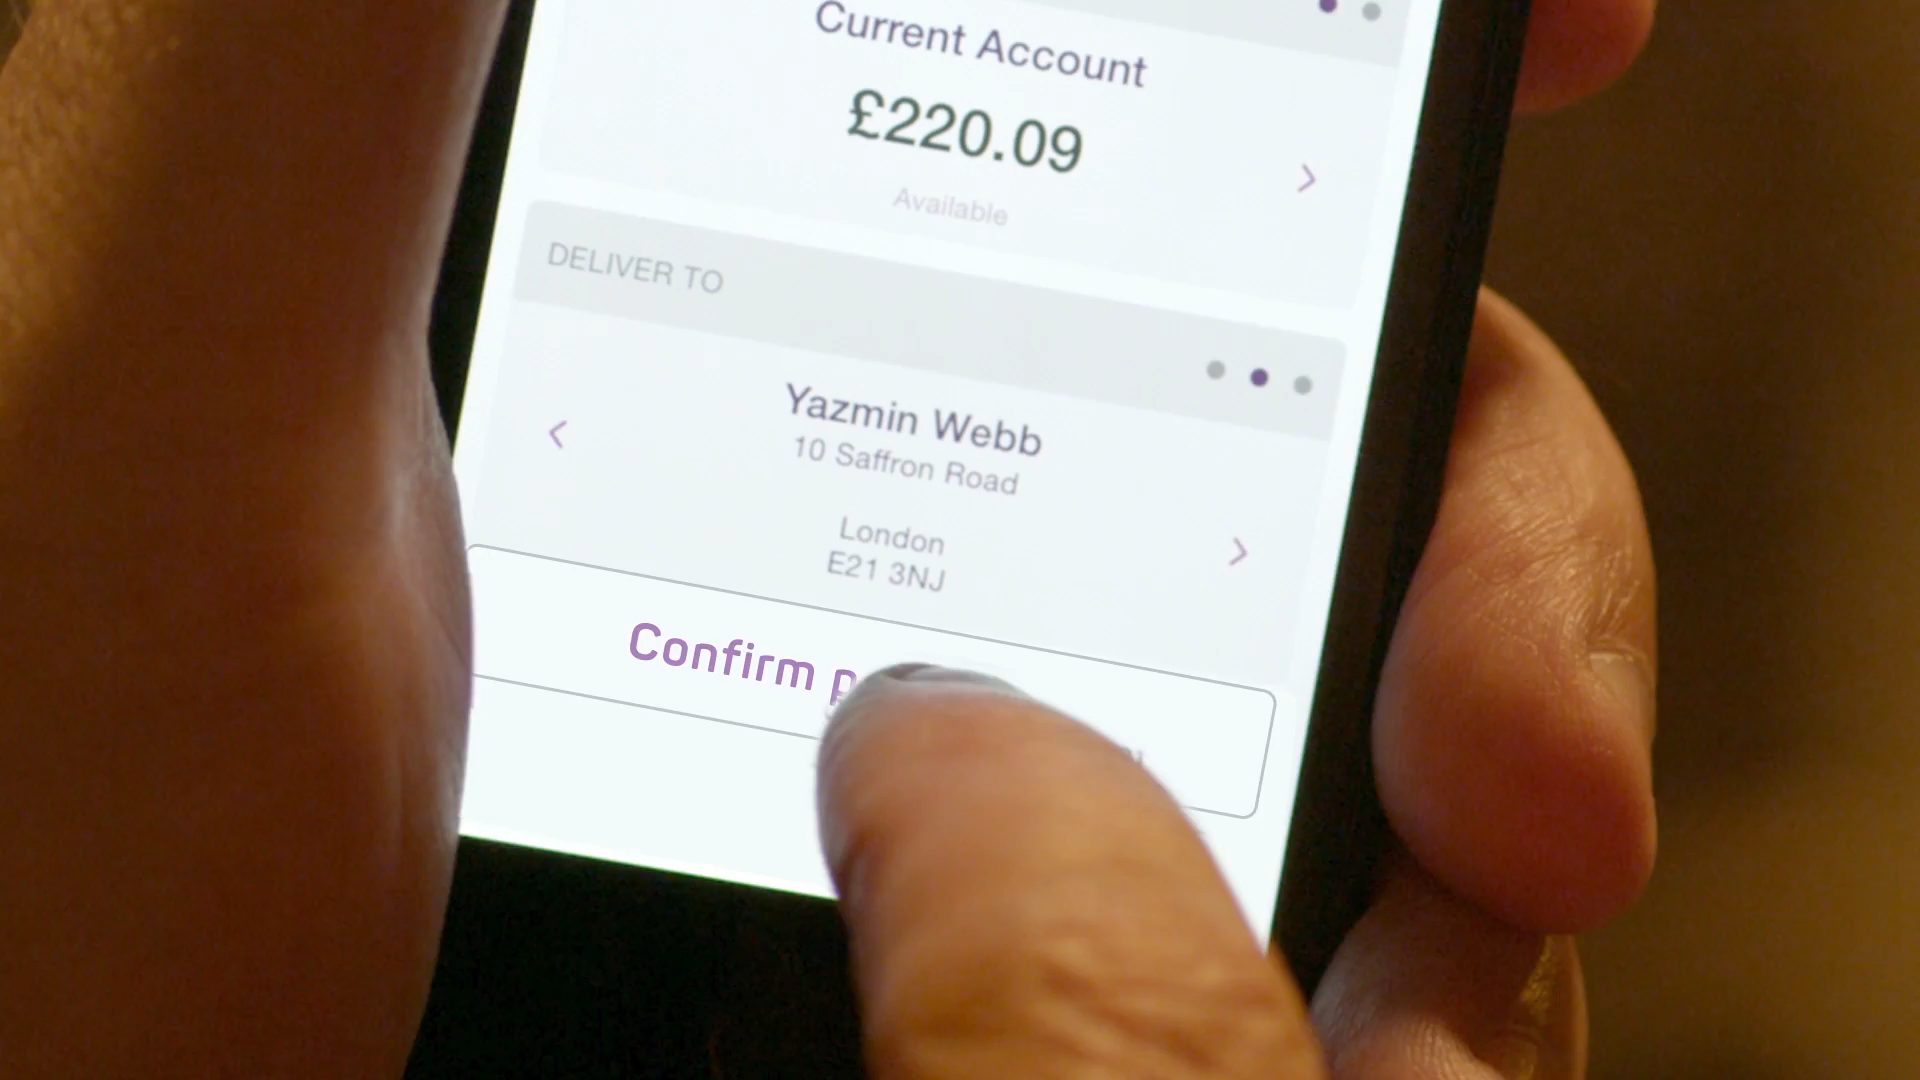 Current Account
£220.09
Available
DELIVER TO
Yazmin Webb
10 Saffron Road
London
E21 3NJ
Confirm